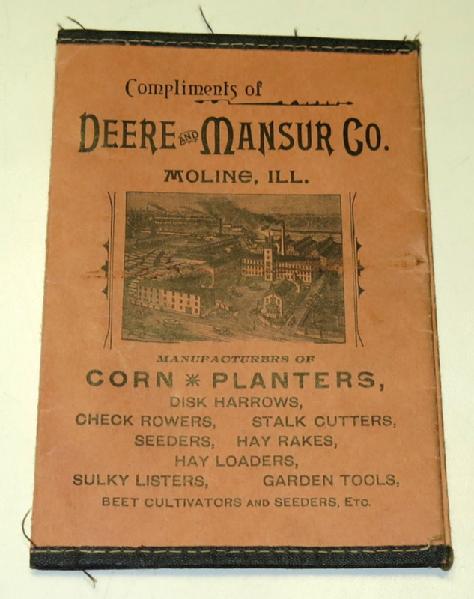 Compliments of
DEERE AND MANSUR CO.
MOLINE, ILL.
MANUFACTURERS OF
CORN * PLANTERS,
DISK HARROWS,
CHECK ROWERS, STALK CUTTERS,
SEEDERS, HAY RAKES,
HAY LOADERS,
SULKY LISTERS, GARDEN TOOLS,
BEET CULTIVATORS AND SEEDERS, ETC.